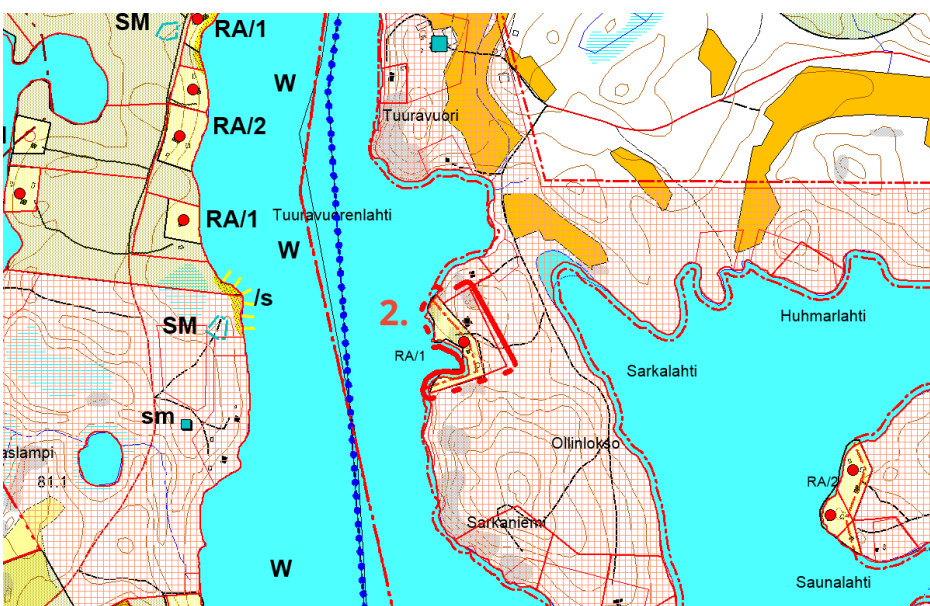 SM
RA/1
W
Tuuravuori
RA/2
Tuuravuorenlahti
RA/1
W
/s
SM
2.
Huhmarlahti
RA/1
Sarkalahti
sm
Ollinlokso
aslampi
81.1
RA/2
Sarkaniemi
W
Saunalahti